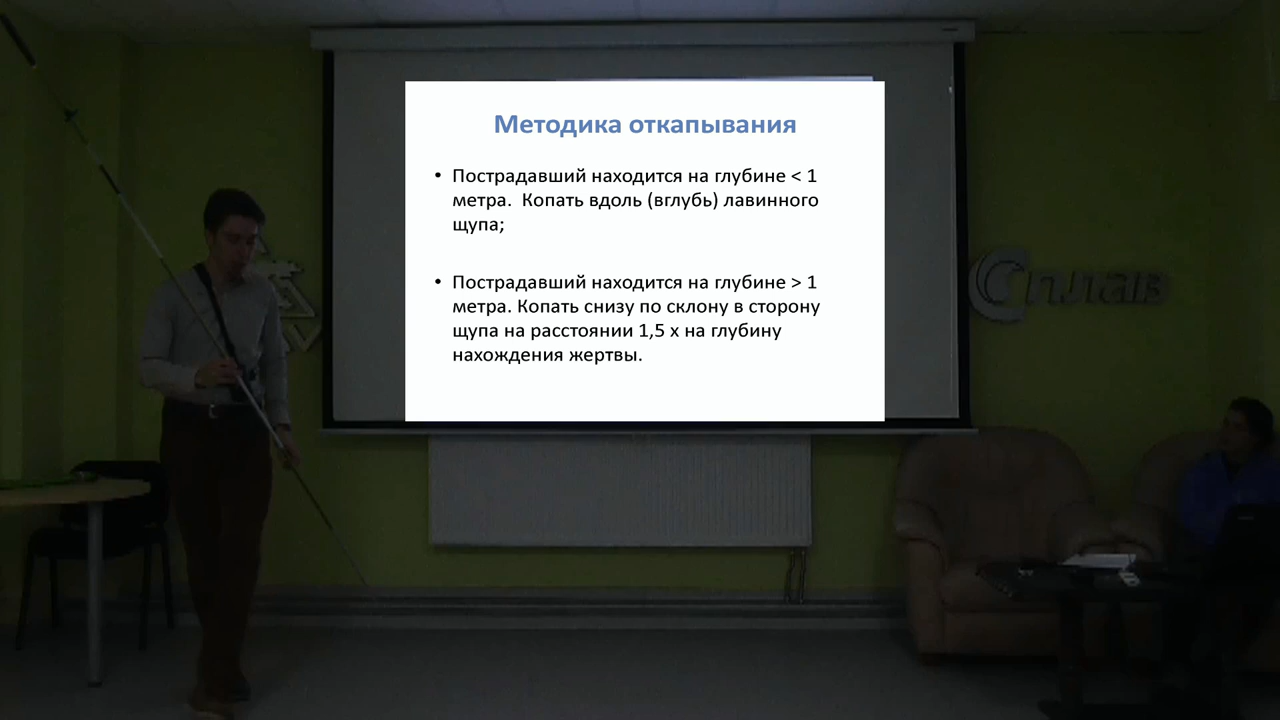 Методика откапывания
• Пострадавший находится на глубине < 1
метра. Копать вдоль (вглубь) лавинного
щупа;
• Пострадавший находится на глубине > 1
метра. Копать снизу по склону в сторону
щупа на расстоянии 1,5 х на глубину
нахождения жертвы.
Сплав